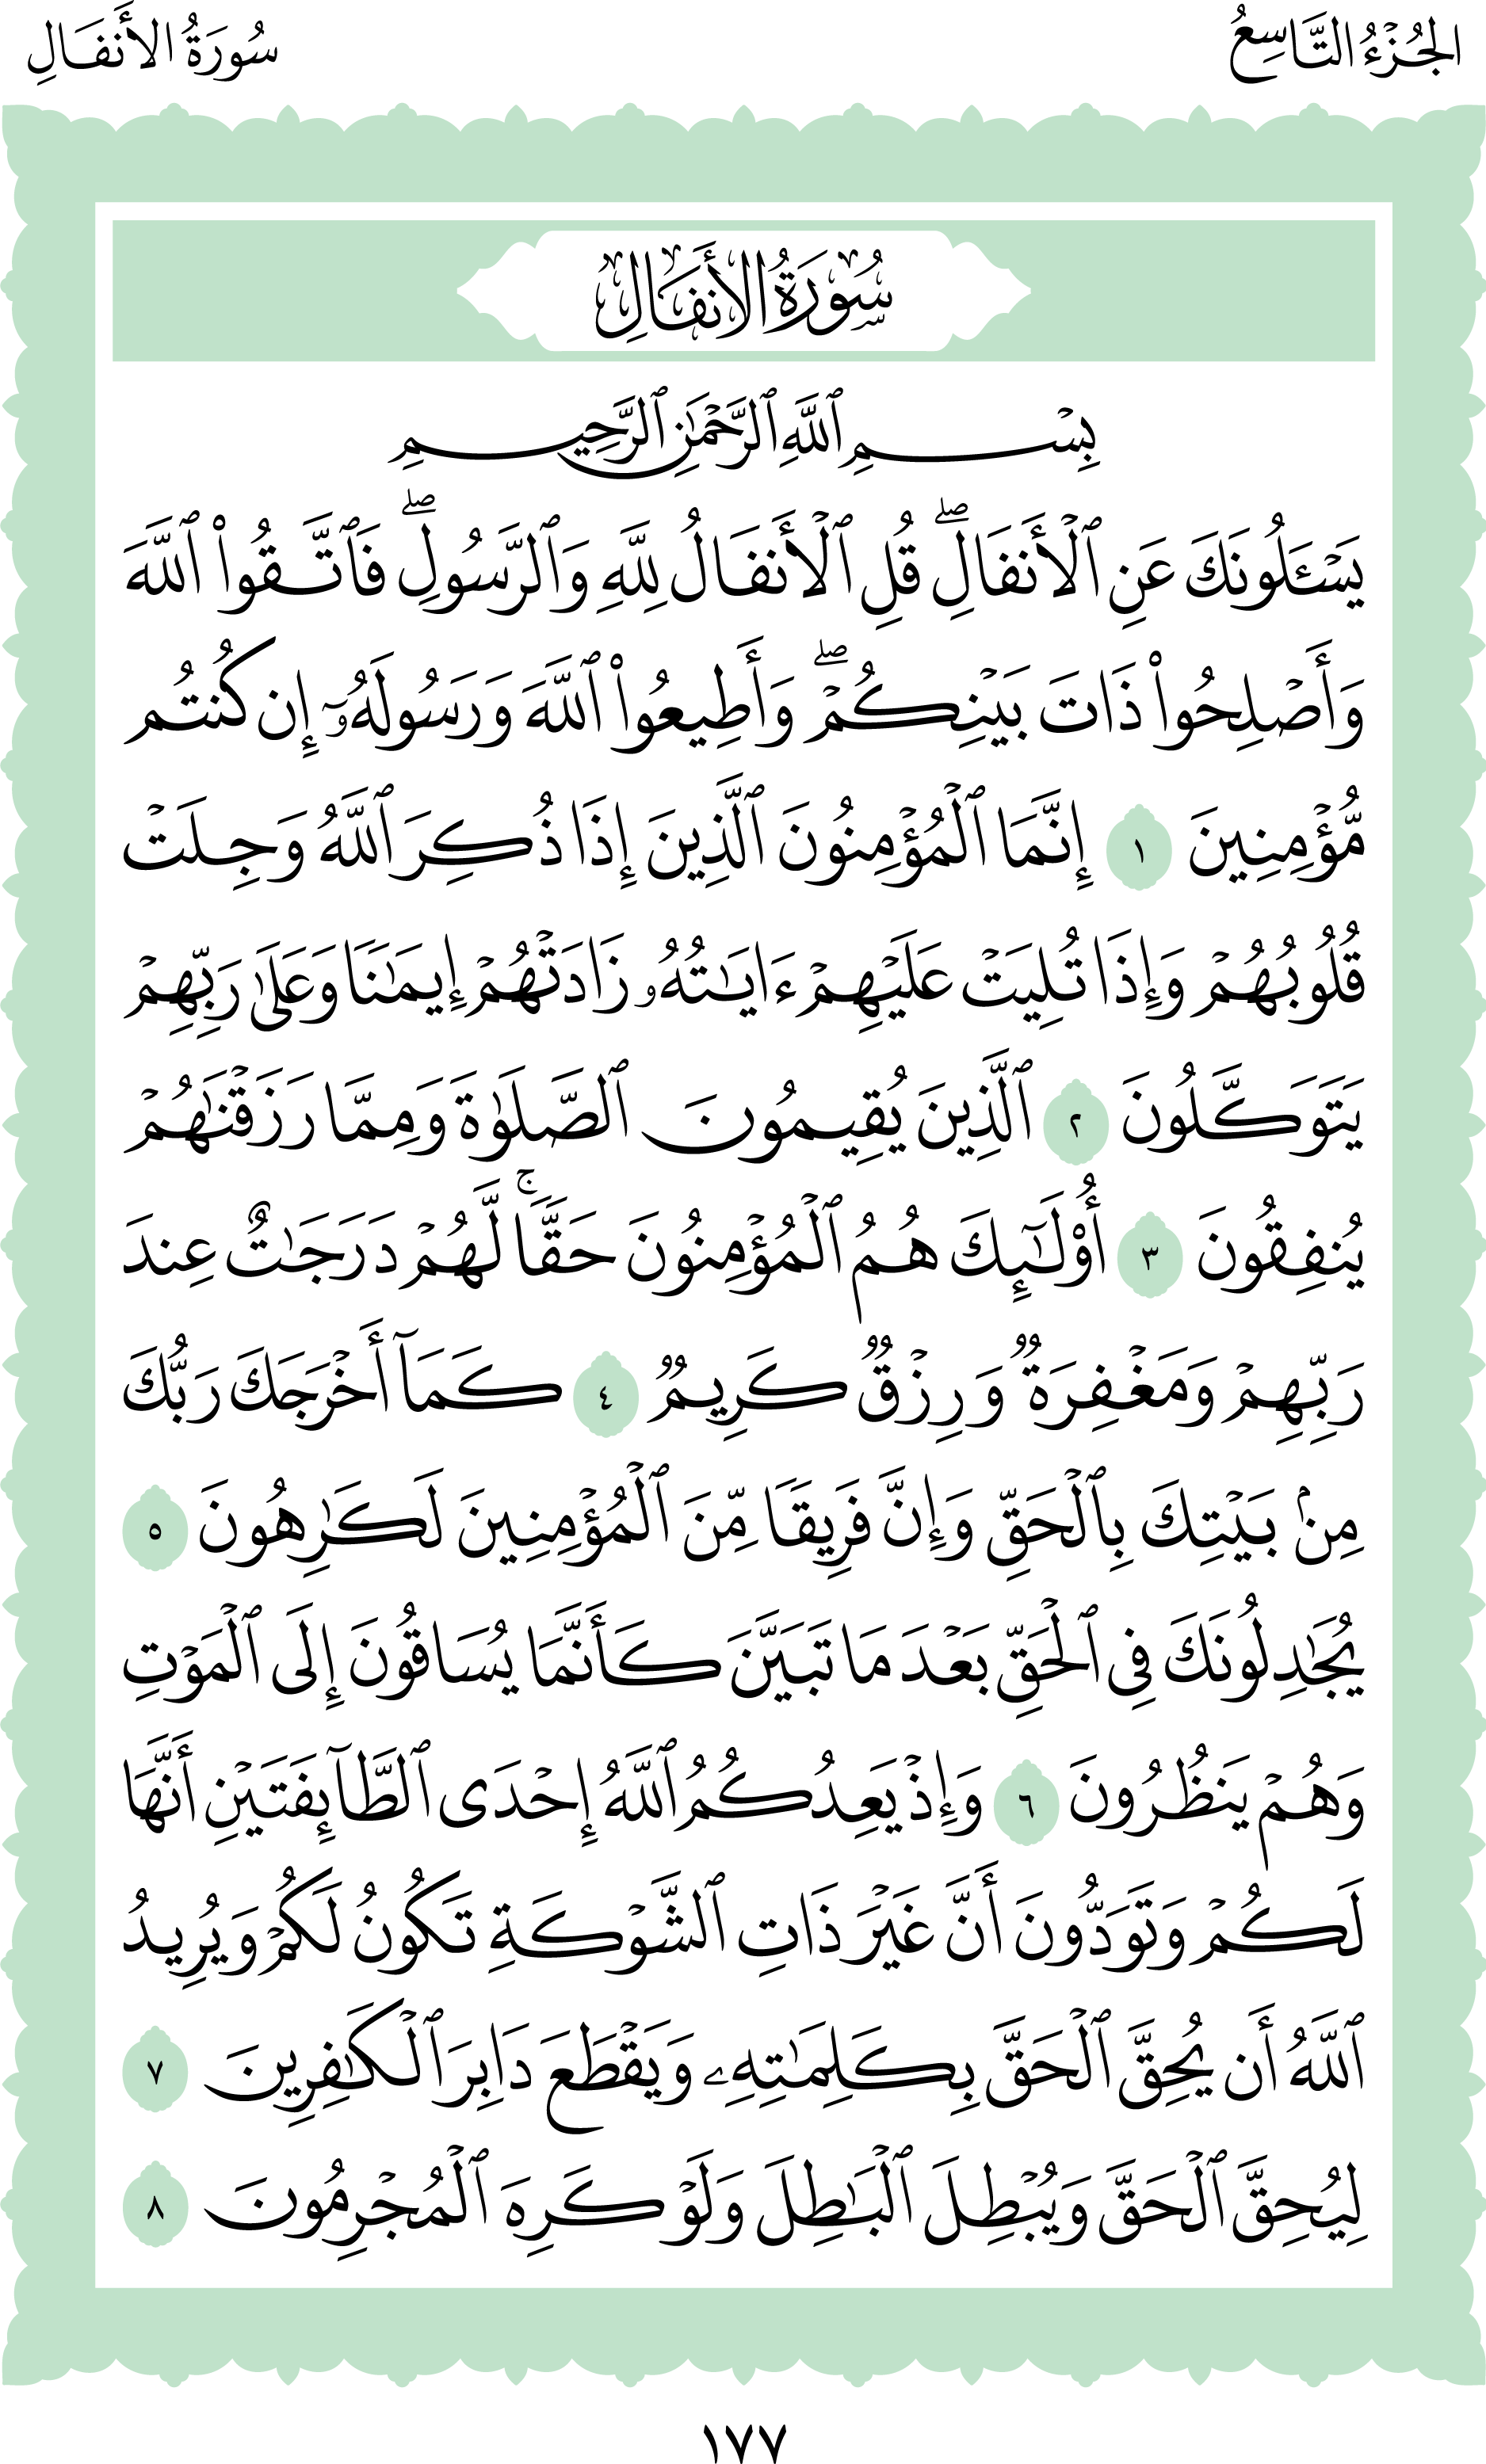 الجُزْءُ التَّاسِعُ
سُورَةُ الأَنفَالِ
سُورَةُ الأَنفَالِ
بِسۡمِ ٱللَّهِ ٱلرَّحۡمَٰنِ ٱلرَّحِيمِ
يَسۡـَٔلُونَكَ عَنِ ٱلۡأَنفَالِۖ قُلِ ٱلۡأَنفَالُ لِلَّهِ وَٱلرَّسُولِۖ فَٱتَّقُواْ ٱللَّهَ
وَأَصۡلِحُواْ ذَاتَ بَيۡنِكُمۡۖ وَأَطِيعُواْ ٱللَّهَ وَرَسُولَهُۥٓ إِن كُنتُم
مُّؤۡمِنِينَ ١ إِنَّمَا ٱلۡمُؤۡمِنُونَ ٱلَّذِينَ إِذَا ذُكِرَ ٱللَّهُ وَجِلَتۡ
قُلُوبُهُمۡ وَإِذَا تُلِيَتۡ عَلَيۡهِمۡ ءَايَٰتُهُۥ زَادَتۡهُمۡ إِيمَٰنٗا وَعَلَىٰ رَبِّهِمۡ
يَتَوَكَّلُونَ ٢ ٱلَّذِينَ يُقِيمُونَ ٱلصَّلَوٰةَ وَمِمَّا رَزَقۡنَٰهُمۡ
يُنفِقُونَ ٣ أُوْلَٰٓئِكَ هُمُ ٱلۡمُؤۡمِنُونَ حَقّٗاۚ لَّهُمۡ دَرَجَٰتٌ عِندَ
رَبِّهِمۡ وَمَغۡفِرَةٞ وَرِزۡقٞ كَرِيمٞ ٤ كَمَآ أَخۡرَجَكَ رَبُّكَ
مِنۢ بَيۡتِكَ بِٱلۡحَقِّ وَإِنَّ فَرِيقٗا مِّنَ ٱلۡمُؤۡمِنِينَ لَكَٰرِهُونَ ٥
يُجَٰدِلُونَكَ فِي ٱلۡحَقِّ بَعۡدَ مَا تَبَيَّنَ كَأَنَّمَا يُسَاقُونَ إِلَى ٱلۡمَوۡتِ
وَهُمۡ يَنظُرُونَ ٦ وَإِذۡ يَعِدُكُمُ ٱللَّهُ إِحۡدَى ٱلطَّآئِفَتَيۡنِ أَنَّهَا
لَكُمۡ وَتَوَدُّونَ أَنَّ غَيۡرَ ذَاتِ ٱلشَّوۡكَةِ تَكُونُ لَكُمۡ وَيُرِيدُ
ٱللَّهُ أَن يُحِقَّ ٱلۡحَقَّ بِكَلِمَٰتِهِۦ وَيَقۡطَعَ دَابِرَ ٱلۡكَٰفِرِينَ ٧
لِيُحِقَّ ٱلۡحَقَّ وَيُبۡطِلَ ٱلۡبَٰطِلَ وَلَوۡ كَرِهَ ٱلۡمُجۡرِمُونَ ٨
١٧٧